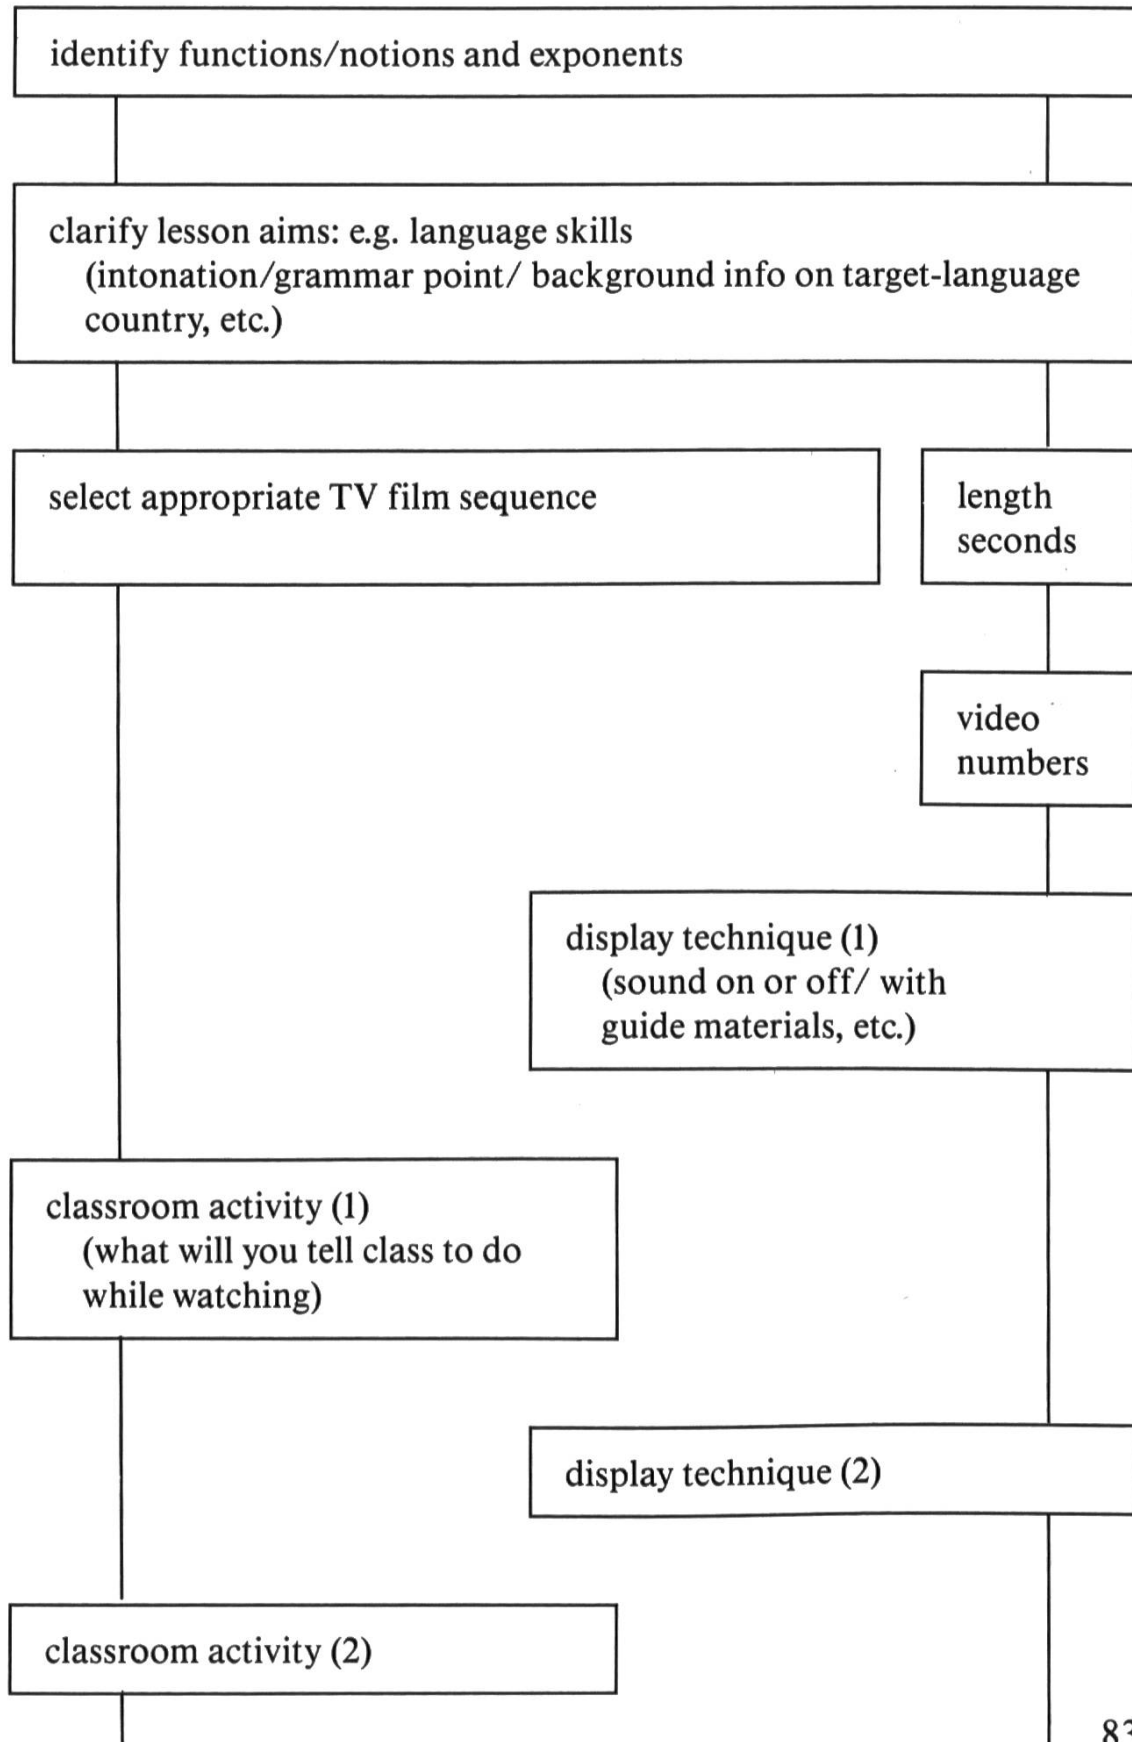 identify functions/notions and exponents
clarify lesson aims: e.g. language skills
(intonation/grammar point/ background info on target-language
country, etc.)
select appropriate TV film sequence
length
seconds
video
numbers
display technique (1)
(sound on or off/ with
guide materials, etc.)
classroom activity (1)
(what will you tell class to do
while watching)
display technique (2)
classroom activity (2)